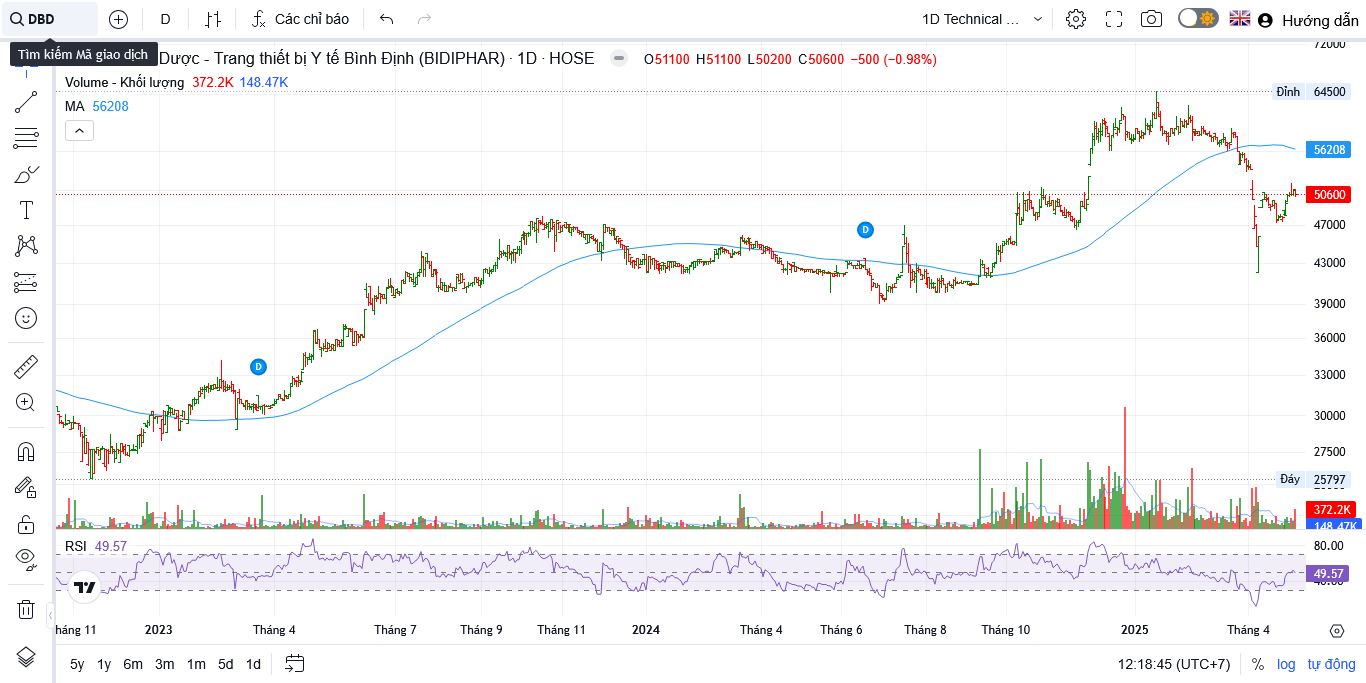 DBD
D
Các chỉ báo
1D Technical ...
Hướng dẫn
Tìm kiếm Mã giao dịch
Dược - Trang thiết bị Y tế Bình Định (BIDIPHAR) · 1D · HOSE
O51100 H51100 L50200 C50600 −500 (−0.98%)
Volume - Khối lượng 372.2K 148.47K
MA 56208
72000
Đỉnh 64500
56208
50600
47000
43000
39000
36000
33000
30000
27500
Đáy 25797
372.2K
148.47K
D
D
RSI 49.57
80.00
49.57
40.00
háng 11 2023 Tháng 4 Tháng 7 Tháng 9 Tháng 11 2024 Tháng 4 Tháng 6 Tháng 8 Tháng 10 2025 Tháng 4
5y 1y 6m 3m 1m 5d 1d
12:18:45 (UTC+7) % log tự động